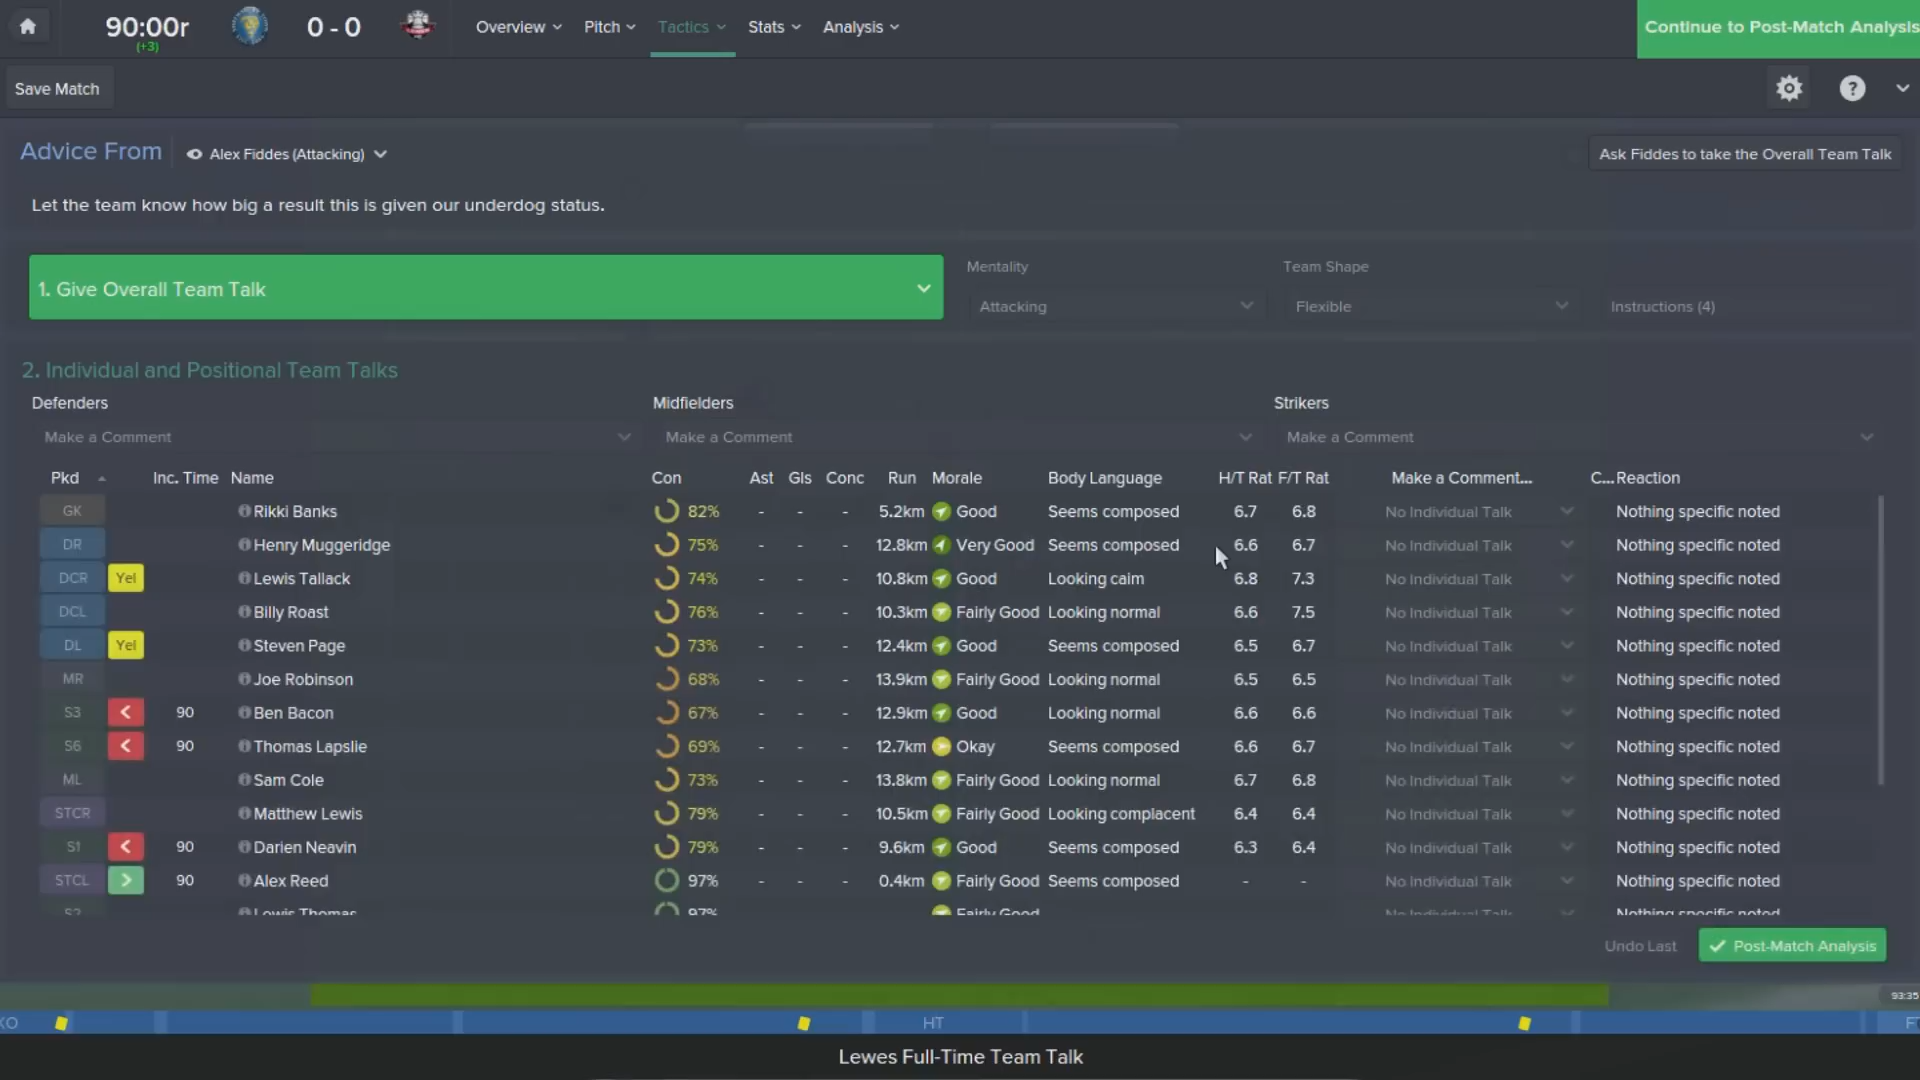 90:00r
(+3)
0 - 0
Overview
Pitch
Tactics
Stats
Analysis
Continue to Post-Match Analysis
Save Match
?
Advice From
Alex Fiddes (Attacking)
Ask Fiddes to take the Overall Team Talk
Let the team know how big a result this is given our underdog status.
1. Give Overall Team Talk
Mentality
Attacking
Team Shape
Flexible
Instructions (4)
2. Individual and Positional Team Talks
Defenders
Midfielders
Strikers
Make a Comment
Make a Comment
Make a Comment
Pkd Inc. Time Name Con Ast Gls Conc Run Morale Body Language H/T Rat F/T Rat Make a Comment... C... Reaction
GK Rikki Banks 82% - - - 5.2km Good Seems composed 6.7 6.8 No Individual Talk Nothing specific noted
DR Henry Muggeridge 75% - - - 12.8km Very Good Seems composed 6.6 6.7 No Individual Talk Nothing specific noted
DCR Yel Lewis Tallack 74% - - - 10.8km Good Looking calm 6.8 7.3 No Individual Talk Nothing specific noted
DCL Billy Roast 76% - - - 10.3km Fairly Good Looking normal 6.6 7.5 No Individual Talk Nothing specific noted
DL Yel Steven Page 73% - - - 12.4km Good Seems composed 6.5 6.7 No Individual Talk Nothing specific noted
MR Joe Robinson 68% - - - 13.9km Fairly Good Looking normal 6.5 6.5 No Individual Talk Nothing specific noted
S3 < 90 Ben Bacon 67% - - - 12.9km Good Looking normal 6.6 6.6 No Individual Talk Nothing specific noted
S6 < 90 Thomas Lapslie 69% - - - 12.7km Okay Seems composed 6.6 6.7 No Individual Talk Nothing specific noted
ML Sam Cole 73% - - - 13.8km Fairly Good Looking normal 6.7 6.8 No Individual Talk Nothing specific noted
STCR Matthew Lewis 79% - - - 10.5km Fairly Good Looking complacent 6.4 6.4 No Individual Talk Nothing specific noted
S1 < 90 Darien Neavin 79% - - - 9.6km Good Seems composed 6.3 6.4 No Individual Talk Nothing specific noted
STCL > 90 Alex Reed 97% - - - 0.4km Fairly Good Seems composed - - No Individual Talk Nothing specific noted
S2 Lewis Thomas 97% Fairly Good No Individual Talk Nothing specific noted
Undo Last
Post-Match Analysis
93:35
KO
HT
Lewes Full-Time Team Talk